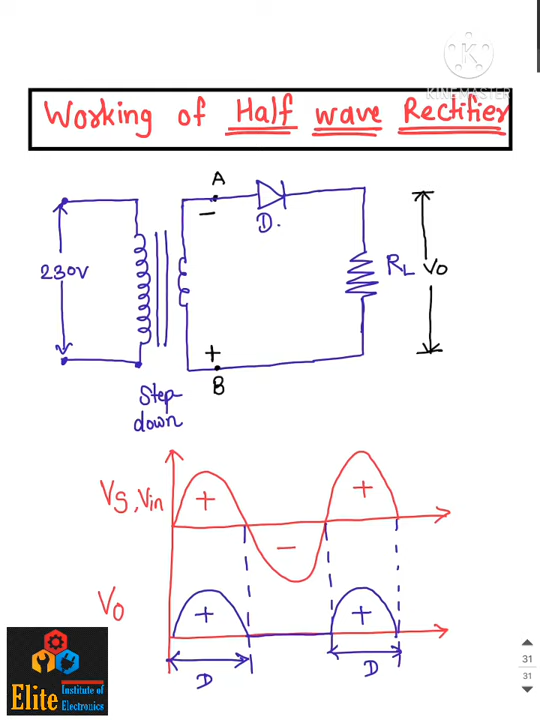 KINEMASTER
Working of Half wave Rectifier
A
−
D.
230V
RL
Vo
+
B
Step-
down
Vs, Vin
+
−
+
Vo
+
+
D
D
Elite Institute of
Electronics
31
31